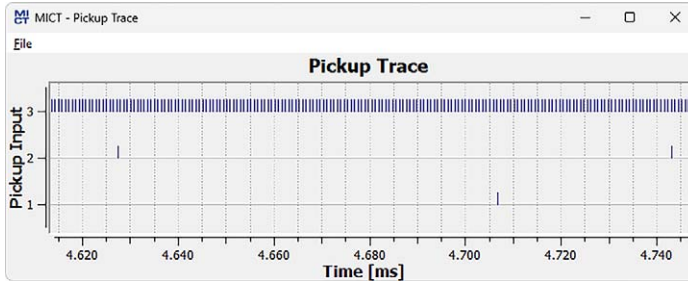 MICT MICT - Pickup Trace
File
Pickup Trace
Pickup Input
3
2
1
4.620 4.640 4.660 4.680 4.700 4.720 4.740
Time [ms]